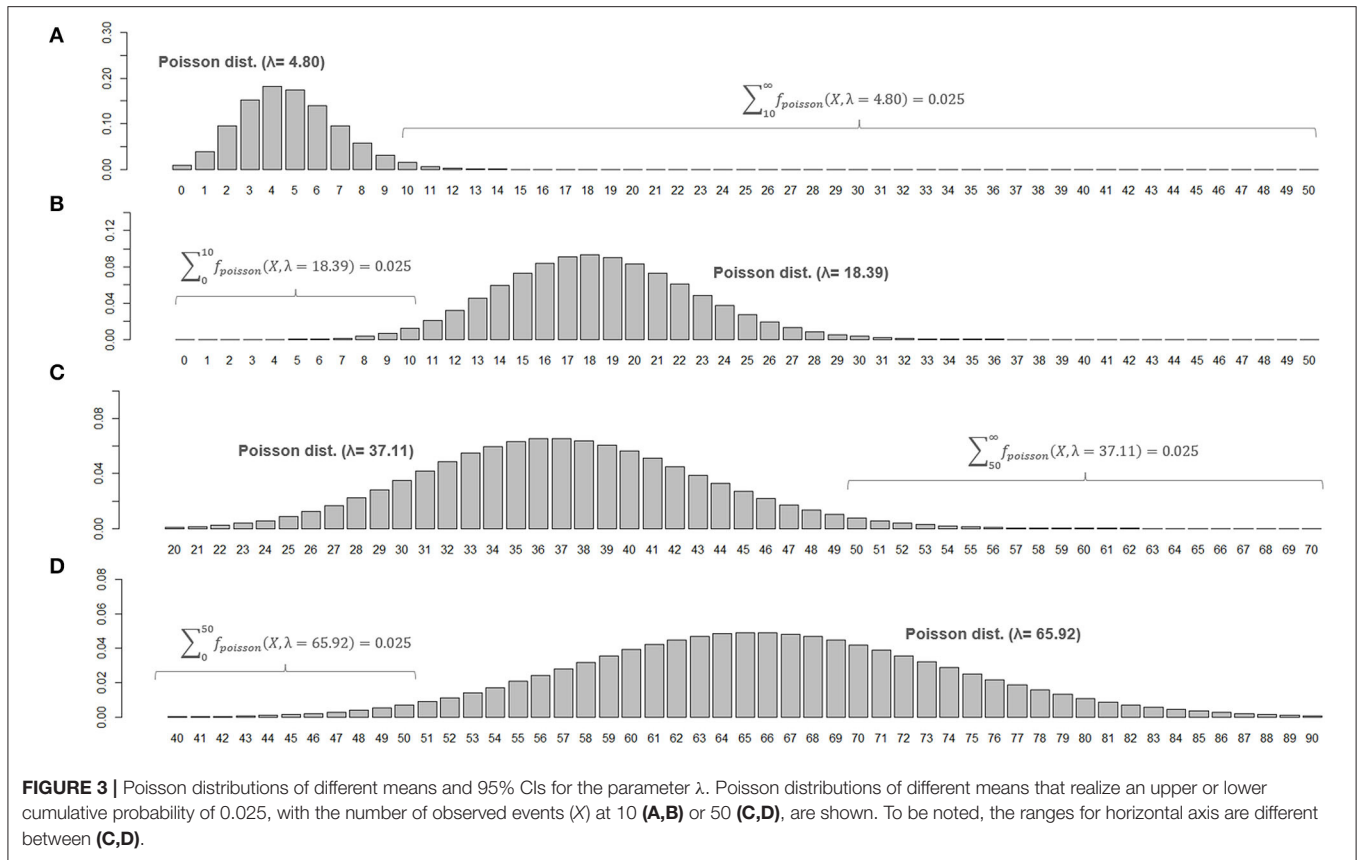 A
0.30
0.20
0.10
0.00
Poisson dist. (λ= 4.80)
∑_{10}^{∞} f_{poisson}(X, λ = 4.80) = 0.025
0 1 2 3 4 5 6 7 8 9 10 11 12 13 14 15 16 17 18 19 20 21 22 23 24 25 26 27 28 29 30 31 32 33 34 35 36 37 38 39 40 41 42 43 44 45 46 47 48 49 50
B
0.12
0.08
0.04
0.00
∑_{0}^{10} f_{poisson}(X, λ = 18.39) = 0.025
Poisson dist. (λ= 18.39)
0 1 2 3 4 5 6 7 8 9 10 11 12 13 14 15 16 17 18 19 20 21 22 23 24 25 26 27 28 29 30 31 32 33 34 35 36 37 38 39 40 41 42 43 44 45 46 47 48 49 50
C
0.08
0.04
0.00
Poisson dist. (λ= 37.11)
∑_{50}^{∞} f_{poisson}(X, λ = 37.11) = 0.025
20 21 22 23 24 25 26 27 28 29 30 31 32 33 34 35 36 37 38 39 40 41 42 43 44 45 46 47 48 49 50 51 52 53 54 55 56 57 58 59 60 61 62 63 64 65 66 67 68 69 70
D
0.08
0.06
0.04
0.02
0.00
∑_{0}^{50} f_{poisson}(X, λ = 65.92) = 0.025
Poisson dist. (λ= 65.92)
40 41 42 43 44 45 46 47 48 49 50 51 52 53 54 55 56 57 58 59 60 61 62 63 64 65 66 67 68 69 70 71 72 73 74 75 76 77 78 79 80 81 82 83 84 85 86 87 88 89 90
FIGURE 3 | Poisson distributions of different means and 95% CIs for the parameter λ. Poisson distributions of different means that realize an upper or lower
cumulative probability of 0.025, with the number of observed events (X) at 10 (A,B) or 50 (C,D), are shown. To be noted, the ranges for horizontal axis are different
between (C,D).